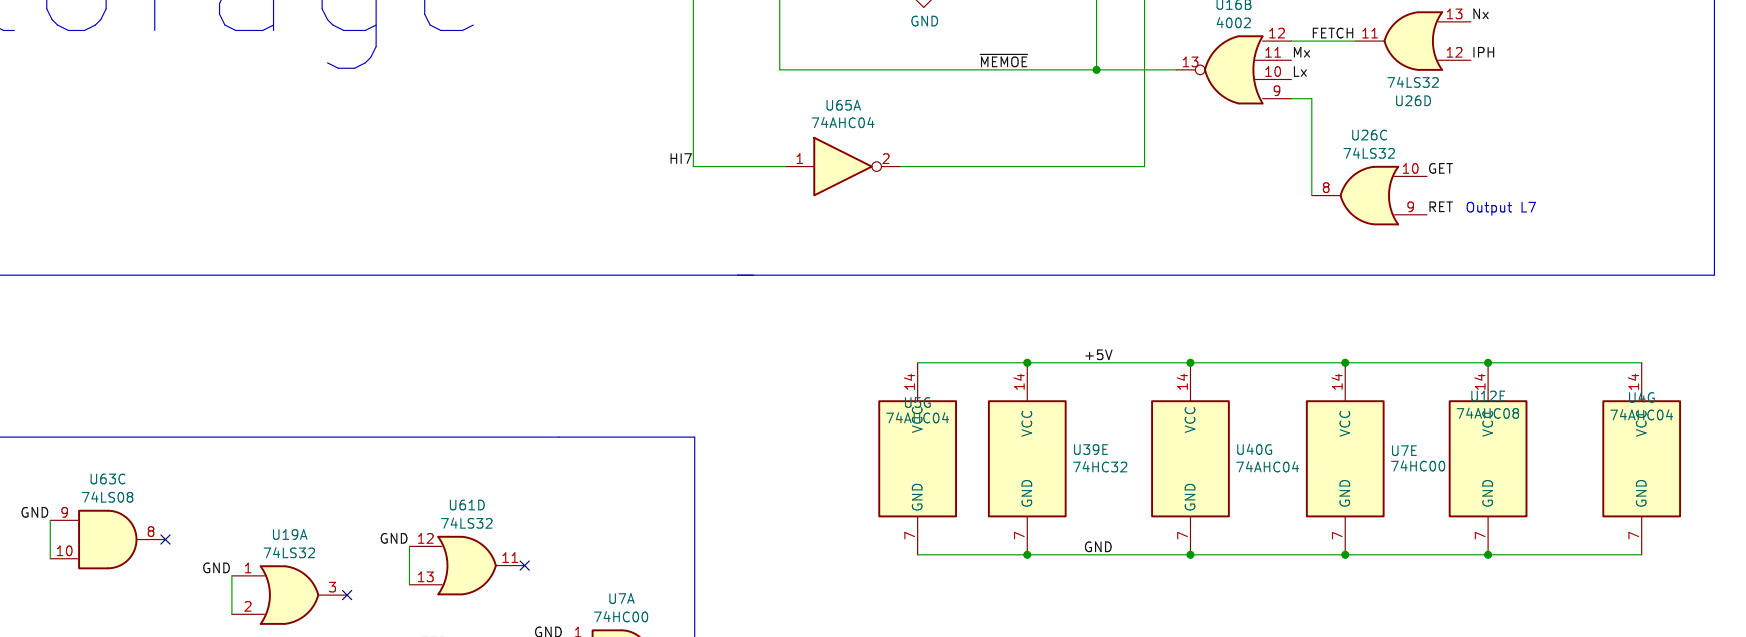 orage
GND
U16B
4002
13
12
FETCH
11
11
Mx
10
Lx
9
13
Nx
12
IPH
74LS32
U26D
MEMOE
U65A
74AHC04
HI7
1
2
U26C
74LS32
8
10
GET
9
RET
Output L7
+5V
14
14
14
14
14
14
U5G
74AHC04
VCC
GND
7
VCC
GND
U39E
74HC32
7
VCC
GND
U40G
74AHC04
7
VCC
GND
U7E
74HC00
7
U12E
74AHC08
VCC
GND
7
U4G
74AHC04
VCC
GND
7
GND
U63C
74LS08
GND
9
10
8
U19A
74LS32
GND
1
2
3
U61D
74LS32
GND
12
13
11
U7A
74HC00
GND
1